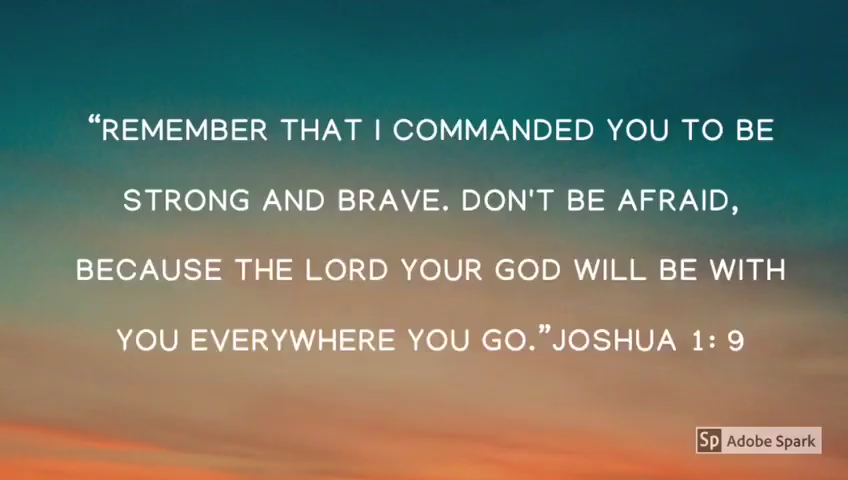 “REMEMBER THAT I COMMANDED YOU TO BE
STRONG AND BRAVE. DON'T BE AFRAID,
BECAUSE THE LORD YOUR GOD WILL BE WITH
YOU EVERYWHERE YOU GO.”JOSHUA 1: 9
Sp Adobe Spark